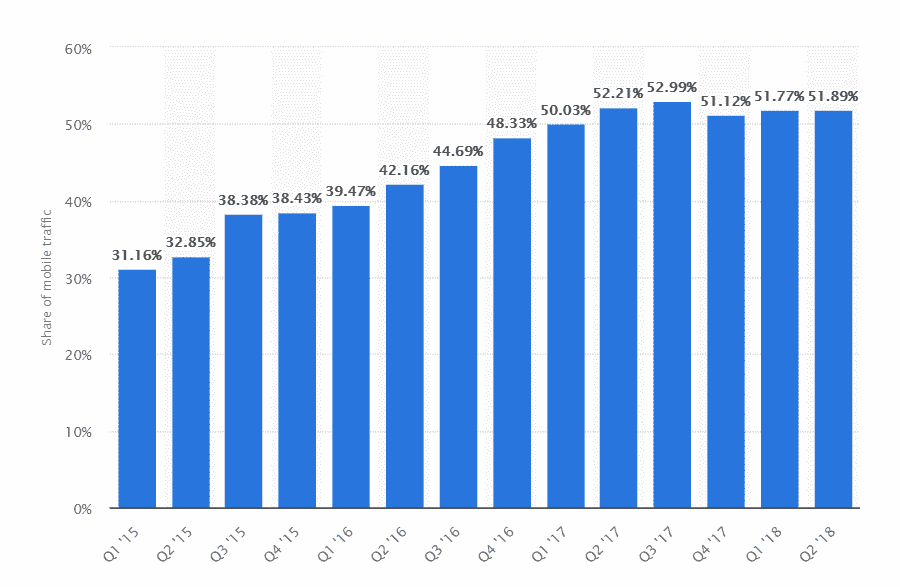 60%
50%
40%
30%
20%
10%
0%
Share of mobile traffic
31.16%
32.85%
38.38%
38.43%
39.47%
42.16%
44.69%
48.33%
50.03%
52.21%
52.99%
51.12%
51.77%
51.89%
Q1 '15
Q2 '15
Q3 '15
Q4 '15
Q1 '16
Q2 '16
Q3 '16
Q4 '16
Q1 '17
Q2 '17
Q3 '17
Q4 '17
Q1 '18
Q2 '18